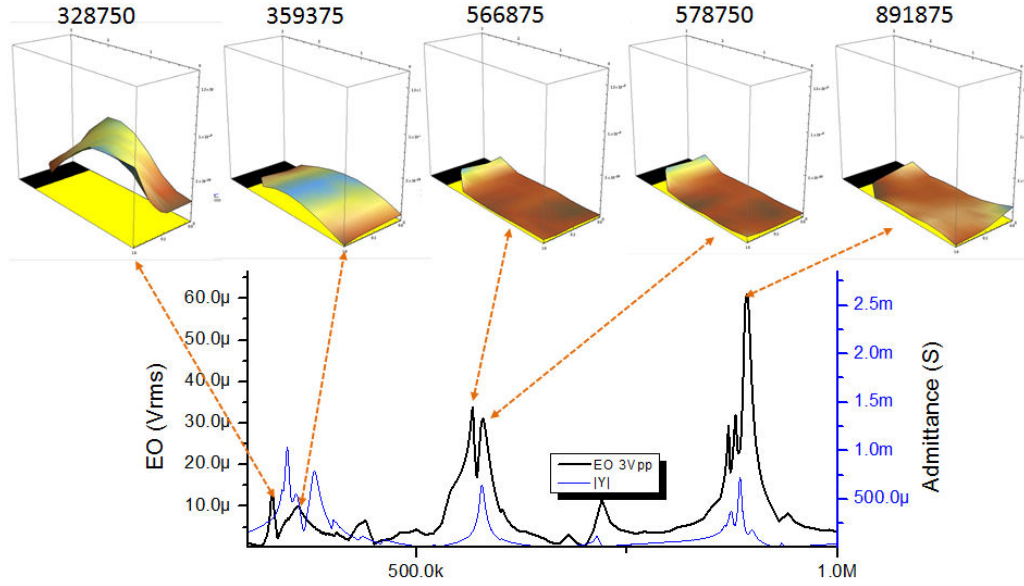 328750 359375 566875 578750 891875
60.0µ
50.0µ
40.0µ
30.0µ
20.0µ
10.0µ
EO (Vrms)
2.5m
2.0m
1.5m
1.0m
500.0µ
Admittance (S)
EO 3Vpp
|Y|
500.0k 1.0M